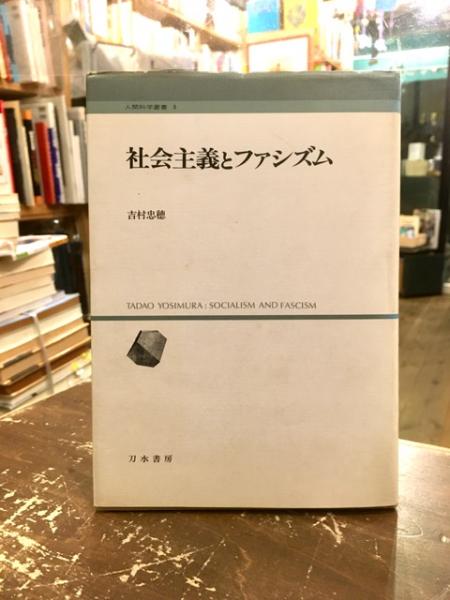 人間科学叢書 3
社会主義とファシズム
吉村忠穂
TADAO YOSIMURA: SOCIALISM AND FASCISM
刀水書房